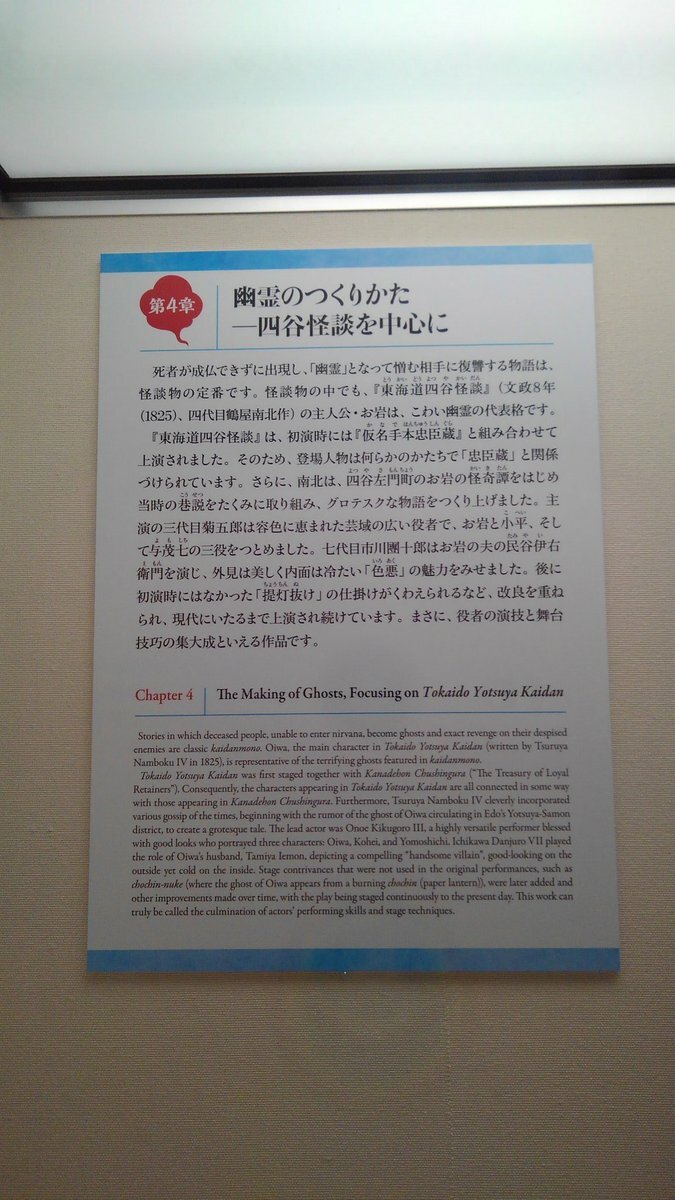 第4章
幽霊のつくりかた
―四谷怪談を中心に
死者が成仏できずに出現し、「幽霊」となって憎む相手に復讐する物語は、
怪談物の定番です。怪談物の中でも、『東海道四谷怪談』（文政8年
（1825）、四代目鶴屋南北作）の主人公・お岩は、こわい幽霊の代表格です。
『東海道四谷怪談』は、初演時には『仮名手本忠臣蔵』と組み合わせて
上演されました。そのため、登場人物は何らかのかたちで「忠臣蔵」と関係
づけられています。さらに、南北は、四谷左門町のお岩の怪奇譚をはじめ
当時の巷説をたくみに取り組み、グロテスクな物語をつくり上げました。主
演の三代目菊五郎は容色に恵まれた芸域の広い役者で、お岩と小平、そし
て与茂七の三役をつとめました。七代目市川團十郎はお岩の夫の民谷伊右
衛門を演じ、外見は美しく内面は冷たい「色悪」の魅力をみせました。後に
初演時にはなかった「提灯抜け」の仕掛けがくわえられるなど、改良を重ね
られ、現代にいたるまで上演され続けています。まさに、役者の演技と舞台
技巧の集大成といえる作品です。
Chapter 4 The Making of Ghosts, Focusing on Tokaido Yotsuya Kaidan
Stories in which deceased people, unable to enter nirvana, become ghosts and exact revenge on their despised
enemies are classic kaidanmono. Oiwa, the main character in Tokaido Yotsuya Kaidan (written by Tsuruya
Namboku IV in 1825), is representative of the terrifying ghosts featured in kaidanmono.
Tokaido Yotsuya Kaidan was first staged together with Kanadehon Chushingura ("The Treasury of Loyal
Retainers"). Consequently, the characters appearing in Tokaido Yotsuya Kaidan are all connected in some way
with those appearing in Kanadehon Chushingura. Furthermore, Tsuruya Namboku IV cleverly incorporated
various gossip of the times, beginning with the rumor of the ghost of Oiwa circulating in Edo's Yotsuya-Samon
district, to create a grotesque tale. The lead actor was Onoe Kikugoro III, a highly versatile performer blessed
with good looks who portrayed three characters: Oiwa, Kohei, and Yomoshichi. Ichikawa Danjuro VII played
the role of Oiwa's husband, Tamiya Iemon, depicting a compelling "handsome villain", good-looking on the
outside yet cold on the inside. Stage contrivances that were not used in the original performances, such as
chochin-nuke (where the ghost of Oiwa appears from a burning chochin (paper lantern)), were later added and
other improvements made over time, with the play being staged continuously to the present day. This work can
truly be called the culmination of actors' performing skills and stage techniques.